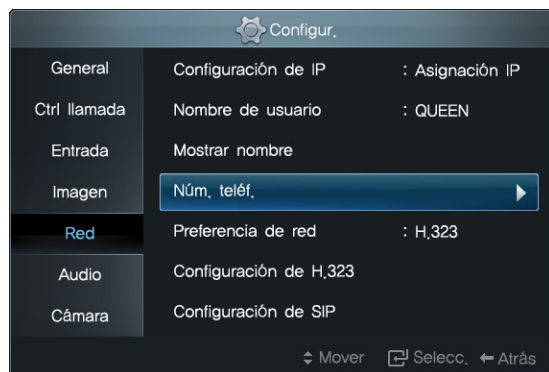 Configur.
General
Configuración de IP : Asignación IP
Ctrl llamada
Nombre de usuario : QUEEN
Entrada
Mostrar nombre
Imagen
Núm. teléf.
Red
Preferencia de red : H.323
Audio
Configuración de H.323
Cámara
Configuración de SIP
Mover Selecc. Atrás